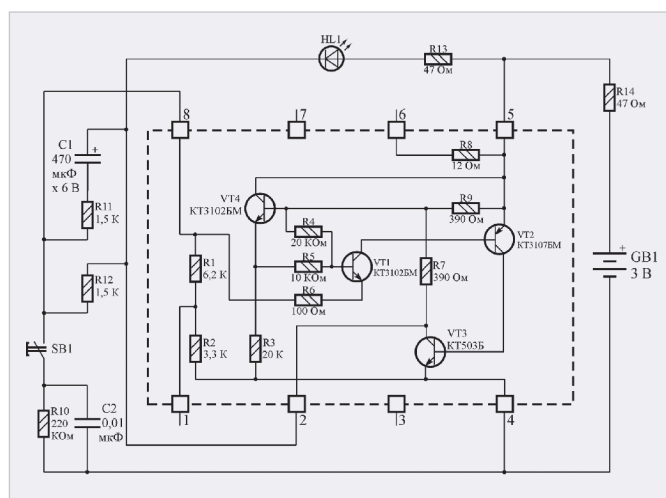 HL1
R13
47 Ом
R14
47 Ом
8
7
6
5
C1
470
мкФ
х 6 В
+
R8
12 Ом
VT4
КТ3102БМ
R9
390 Ом
R11
1,5 К
R4
20 КОм
VT2
КТ3107БМ
R1
6,2 К
R5
10 КОм
VT1
КТ3102БМ
R7
390 Ом
+
GB1
3 В
R12
1,5 К
R6
100 Ом
SB1
R2
3,3 К
R3
20 К
VT3
КТ503Б
R10
220
КОм
C2
0,01
мкФ
1
2
3
4